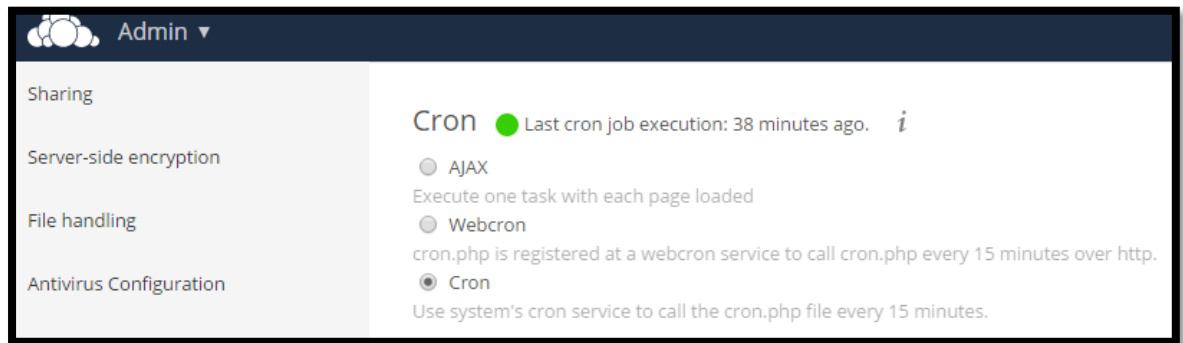 Admin ▾
Sharing
Server-side encryption
File handling
Antivirus Configuration
Cron Last cron job execution: 38 minutes ago. i
AJAX
Execute one task with each page loaded
Webcron
cron.php is registered at a webcron service to call cron.php every 15 minutes over http.
Cron
Use system's cron service to call the cron.php file every 15 minutes.